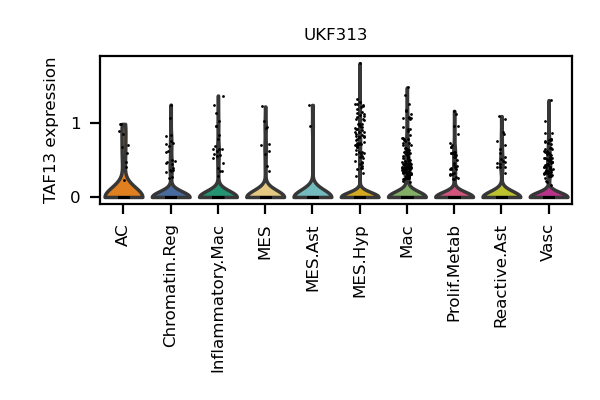 UKF313
TAF13 expression
1
0
AC
Chromatin.Reg
Inflammatory.Mac
MES
MES.Ast
MES.Hyp
Mac
Prolif.Metab
Reactive.Ast
Vasc